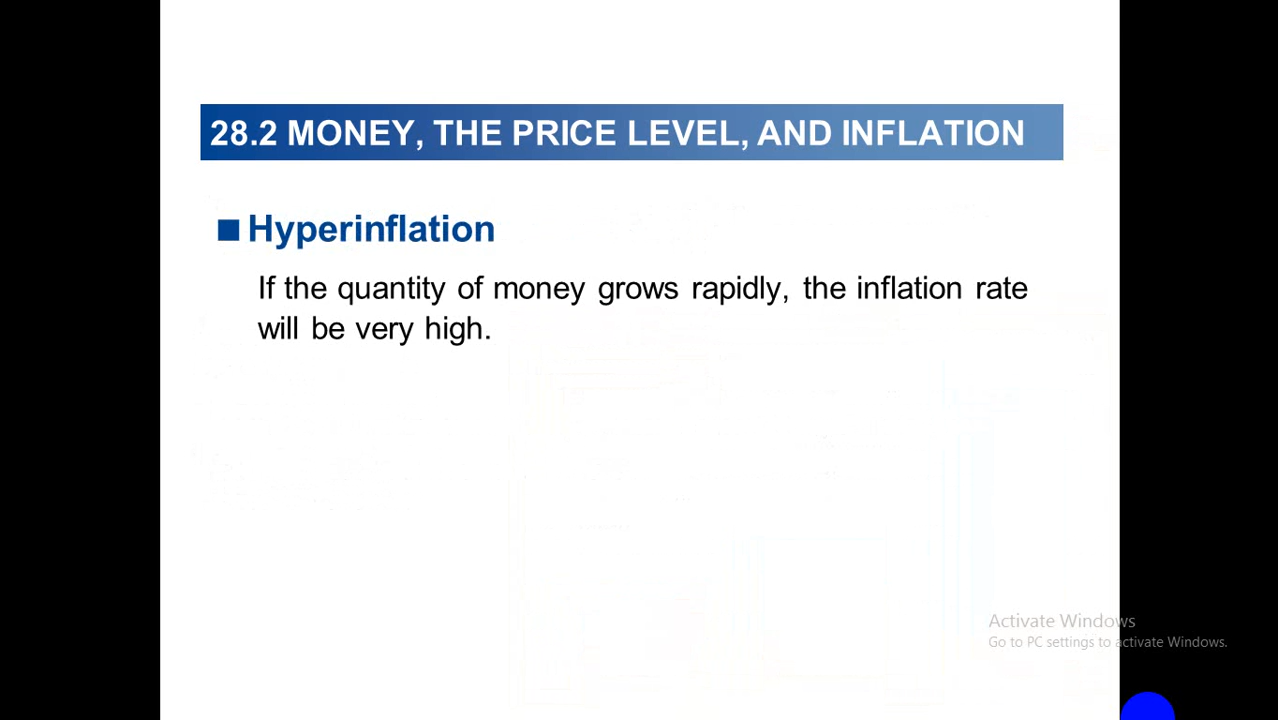 28.2 MONEY, THE PRICE LEVEL, AND INFLATION
Hyperinflation
If the quantity of money grows rapidly, the inflation rate
will be very high.
Activate Windows
Go to PC settings to activate Windows.